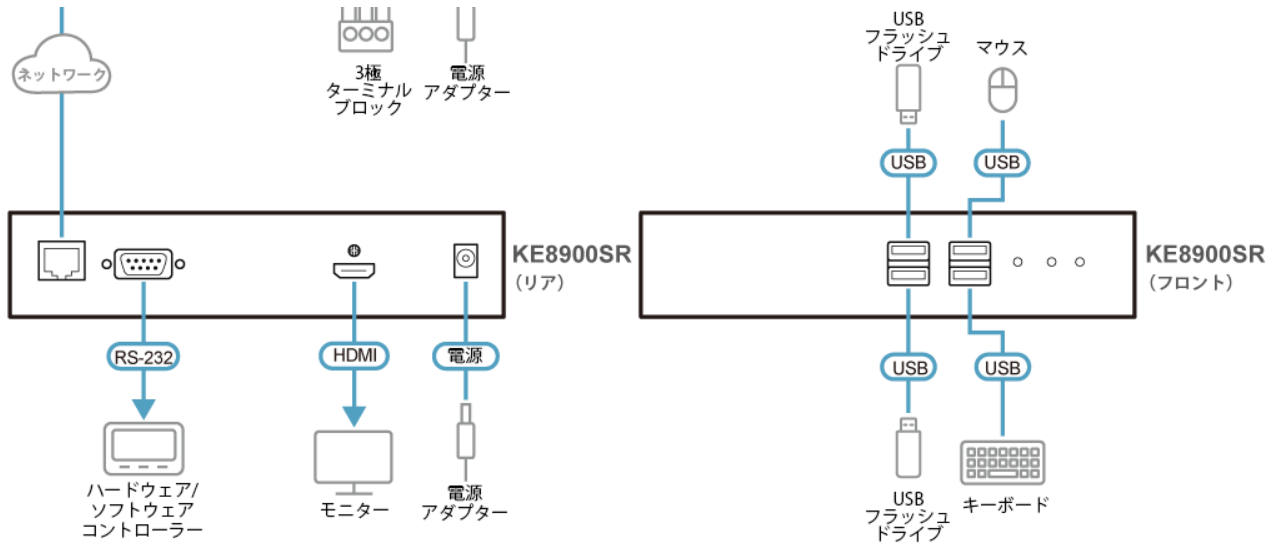 ネットワーク
3極
ターミナル
ブロック
電源
アダプター
USB
フラッシュ
ドライブ
マウス
USB
USB
KE8900SR
(リア)
KE8900SR
(フロント)
RS-232
HDMI
電源
USB
USB
ハードウェア/
ソフトウェア
コントローラー
モニター
電源
アダプター
USB
フラッシュ
ドライブ
キーボード